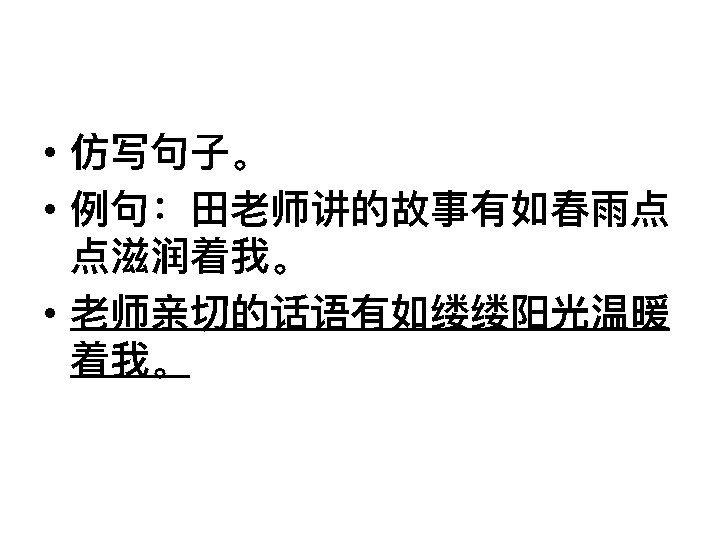 • 仿写句子。
• 例句：田老师讲的故事有如春雨点
点滋润着我。
• 老师亲切的话语有如缕缕阳光温暖
着我。